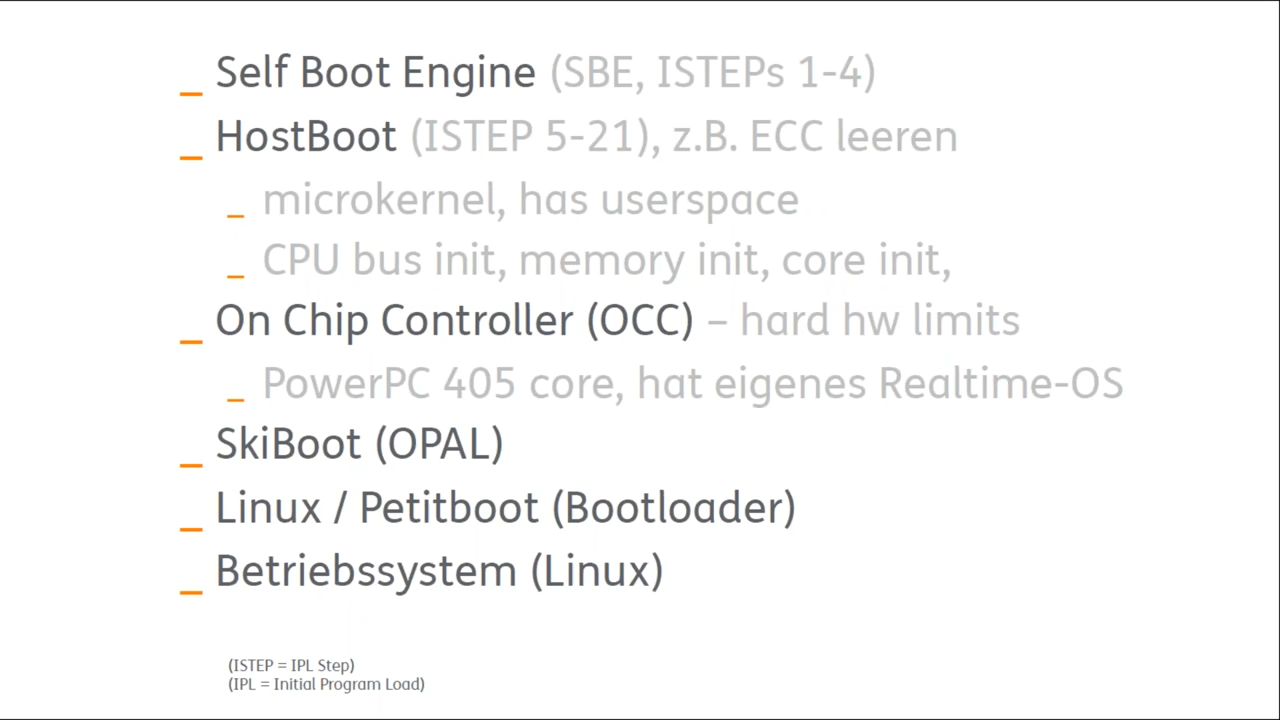 _ Self Boot Engine (SBE, ISTEPs 1-4)
_ HostBoot (ISTEP 5-21), z.B. ECC leeren
_ microkernel, has userspace
_ CPU bus init, memory init, core init,
_ On Chip Controller (OCC) – hard hw limits
_ PowerPC 405 core, hat eigenes Realtime-OS
_ SkiBoot (OPAL)
_ Linux / Petitboot (Bootloader)
_ Betriebssystem (Linux)
(ISTEP = IPL Step)
(IPL = Initial Program Load)